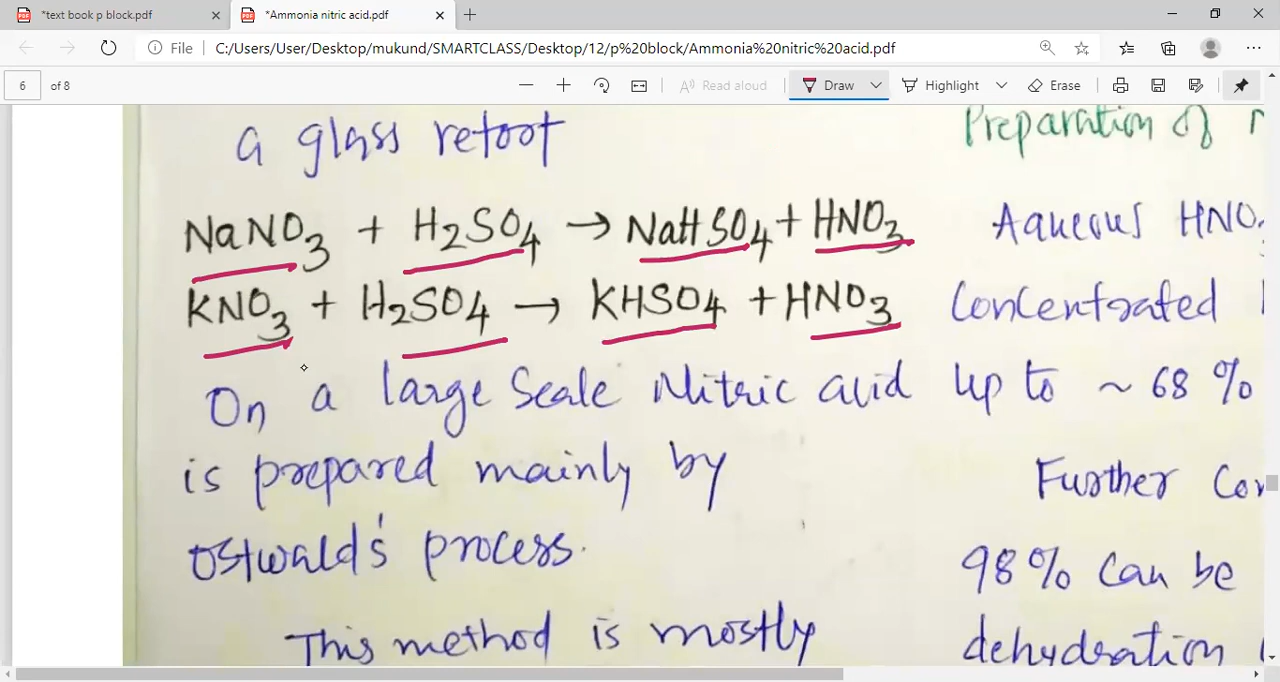 *text book p block.pdf
*Ammonia nitric acid.pdf
File
C:/Users/User/Desktop/mukund/SMARTCLASS/Desktop/12/p%20block/Ammonia%20nitric%20acid.pdf
6 of 8
Read aloud
Draw
Highlight
Erase
a glass retoot
NaNO3 + H2SO4 → NaHSO4 + HNO3
KNO3 + H2SO4 → KHSO4 + HNO3
On a large Scale Nitric acid
is prepared mainly by
Ostwald's process.
This method is mostly
Preparation of
Aqueous HNO
Concentrated
up to ~ 68 %
Further Con
98% can be
dehydration